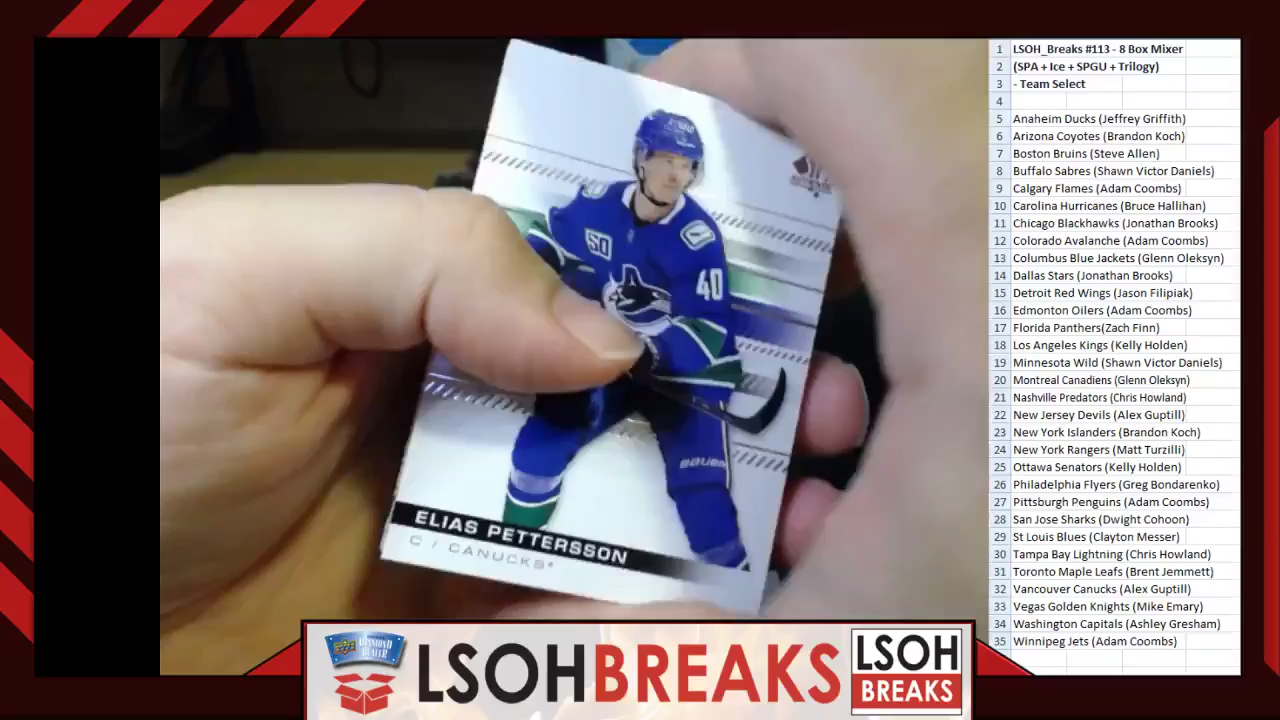 50
40
BAUER
ELIAS PETTERSSON
C / CANUCKS
1 LSOH_Breaks #113 - 8 Box Mixer
2 (SPA + Ice + SPGU + Trilogy)
3 - Team Select
4
5 Anaheim Ducks (Jeffrey Griffith)
6 Arizona Coyotes (Brandon Koch)
7 Boston Bruins (Steve Allen)
8 Buffalo Sabres (Shawn Victor Daniels)
9 Calgary Flames (Adam Coombs)
10 Carolina Hurricanes (Bruce Hallihan)
11 Chicago Blackhawks (Jonathan Brooks)
12 Colorado Avalanche (Adam Coombs)
13 Columbus Blue Jackets (Glenn Oleksyn)
14 Dallas Stars (Jonathan Brooks)
15 Detroit Red Wings (Jason Filipiak)
16 Edmonton Oilers (Adam Coombs)
17 Florida Panthers(Zach Finn)
18 Los Angeles Kings (Kelly Holden)
19 Minnesota Wild (Shawn Victor Daniels)
20 Montreal Canadiens (Glenn Oleksyn)
21 Nashville Predators (Chris Howland)
22 New Jersey Devils (Alex Guptill)
23 New York Islanders (Brandon Koch)
24 New York Rangers (Matt Turzilli)
25 Ottawa Senators (Kelly Holden)
26 Philadelphia Flyers (Greg Bondarenko)
27 Pittsburgh Penguins (Adam Coombs)
28 San Jose Sharks (Dwight Cohoon)
29 St Louis Blues (Clayton Messer)
30 Tampa Bay Lightning (Chris Howland)
31 Toronto Maple Leafs (Brent Jemmett)
32 Vancouver Canucks (Alex Guptill)
33 Vegas Golden Knights (Mike Emary)
34 Washington Capitals (Ashley Gresham)
35 Winnipeg Jets (Adam Coombs)
DIAMOND
DEALER
LSOHBREAKS
LSOH
BREAKS